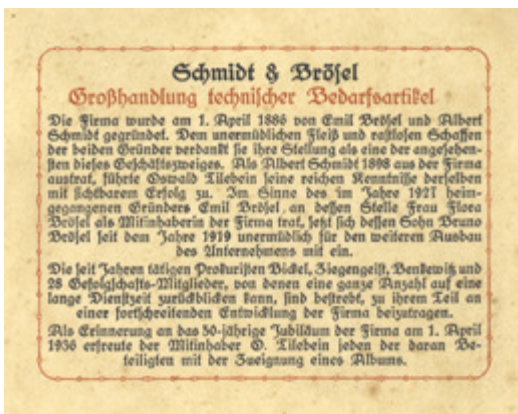 Schmidt & Brösel
Großhandlung technischer Bedarfsartikel
Die Firma wurde am 1. April 1886 von Emil Brösel und Albert
Schmidt gegründet. Dem unermüdlichen Fleiß und rastlosen Schaffen
der beiden Gründer verdankt sie ihre Stellung als eine der angesehen-
sten dieses Geschäftszweiges. Als Albert Schmidt 1898 aus der Firma
austrat, führte Oswald Tilebein seine reichen Kenntnisse derselben
mit sichtbarem Erfolg zu. Im Sinne des im Jahre 1927 heim-
gegangenen Gründers Emil Brösel, an dessen Stelle Frau Flora
Brösel als Mitinhaberin der Firma trat, setzt sich dessen Sohn Bruno
Brösel seit dem Jahre 1919 unermüdlich für den weiteren Ausbau
des Unternehmens mit ein.
Die seit Jahren tätigen Prokuristen Bickel, Ziegengeist, Benkewitz und
28 Gefolgschafts-Mitglieder, von denen eine ganze Anzahl auf eine
lange Dienstzeit zurückblicken kann, sind bestrebt, zu ihrem Teil an
einer fortschreitenden Entwicklung der Firma beizutragen.
Als Erinnerung an das 50-jährige Jubiläum der Firma am 1. April
1936 erfreute der Mitinhaber O. Tilebein jeden der daran Be-
teiligten mit der Zueignung eines Albums.